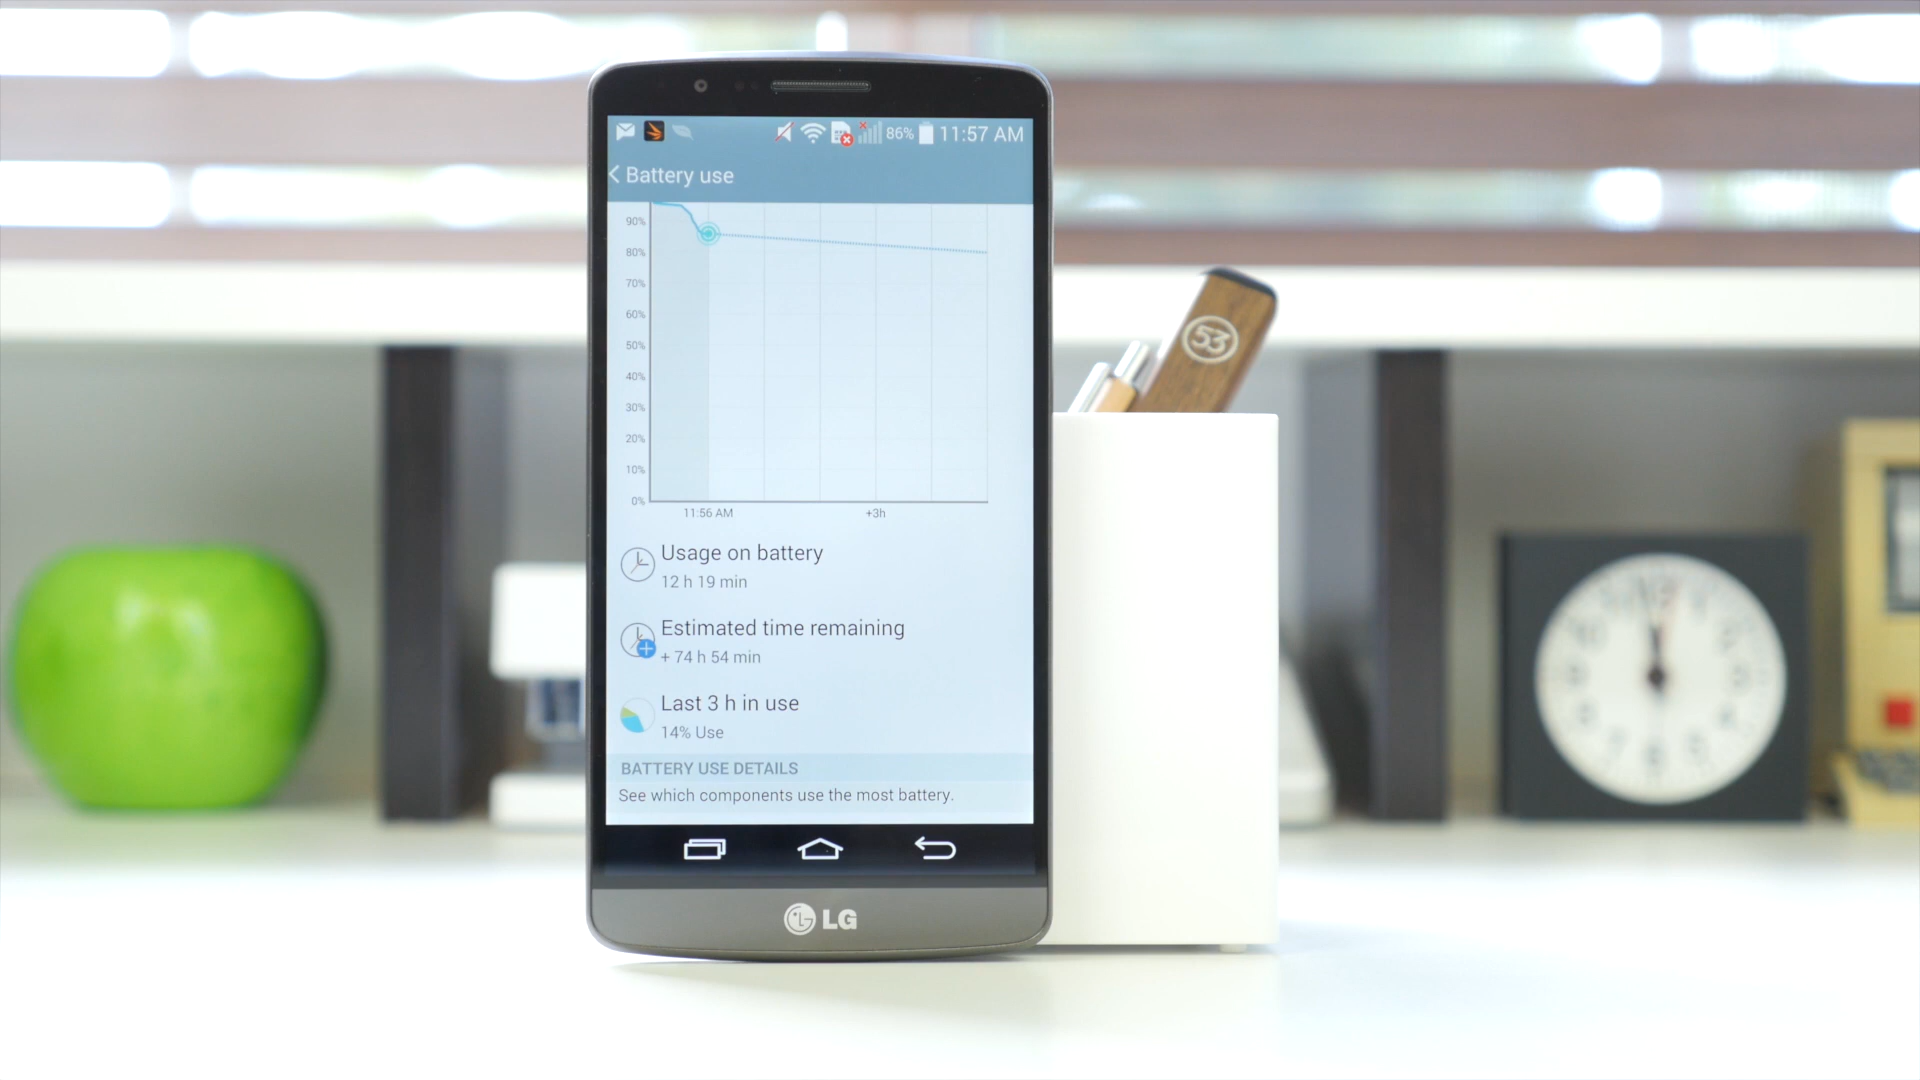 86% 11:57 AM
Battery use
90%
80%
70%
60%
50%
40%
30%
20%
10%
0%
11:56 AM +3h
Usage on battery
12 h 19 min
Estimated time remaining
+ 74 h 54 min
Last 3 h in use
14% Use
BATTERY USE DETAILS
See which components use the most battery.
LG
53